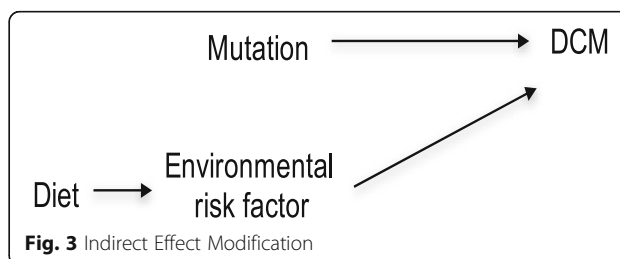 Mutation DCM
Environmental
Diet risk factor
Fig. 3 Indirect Effect Modification